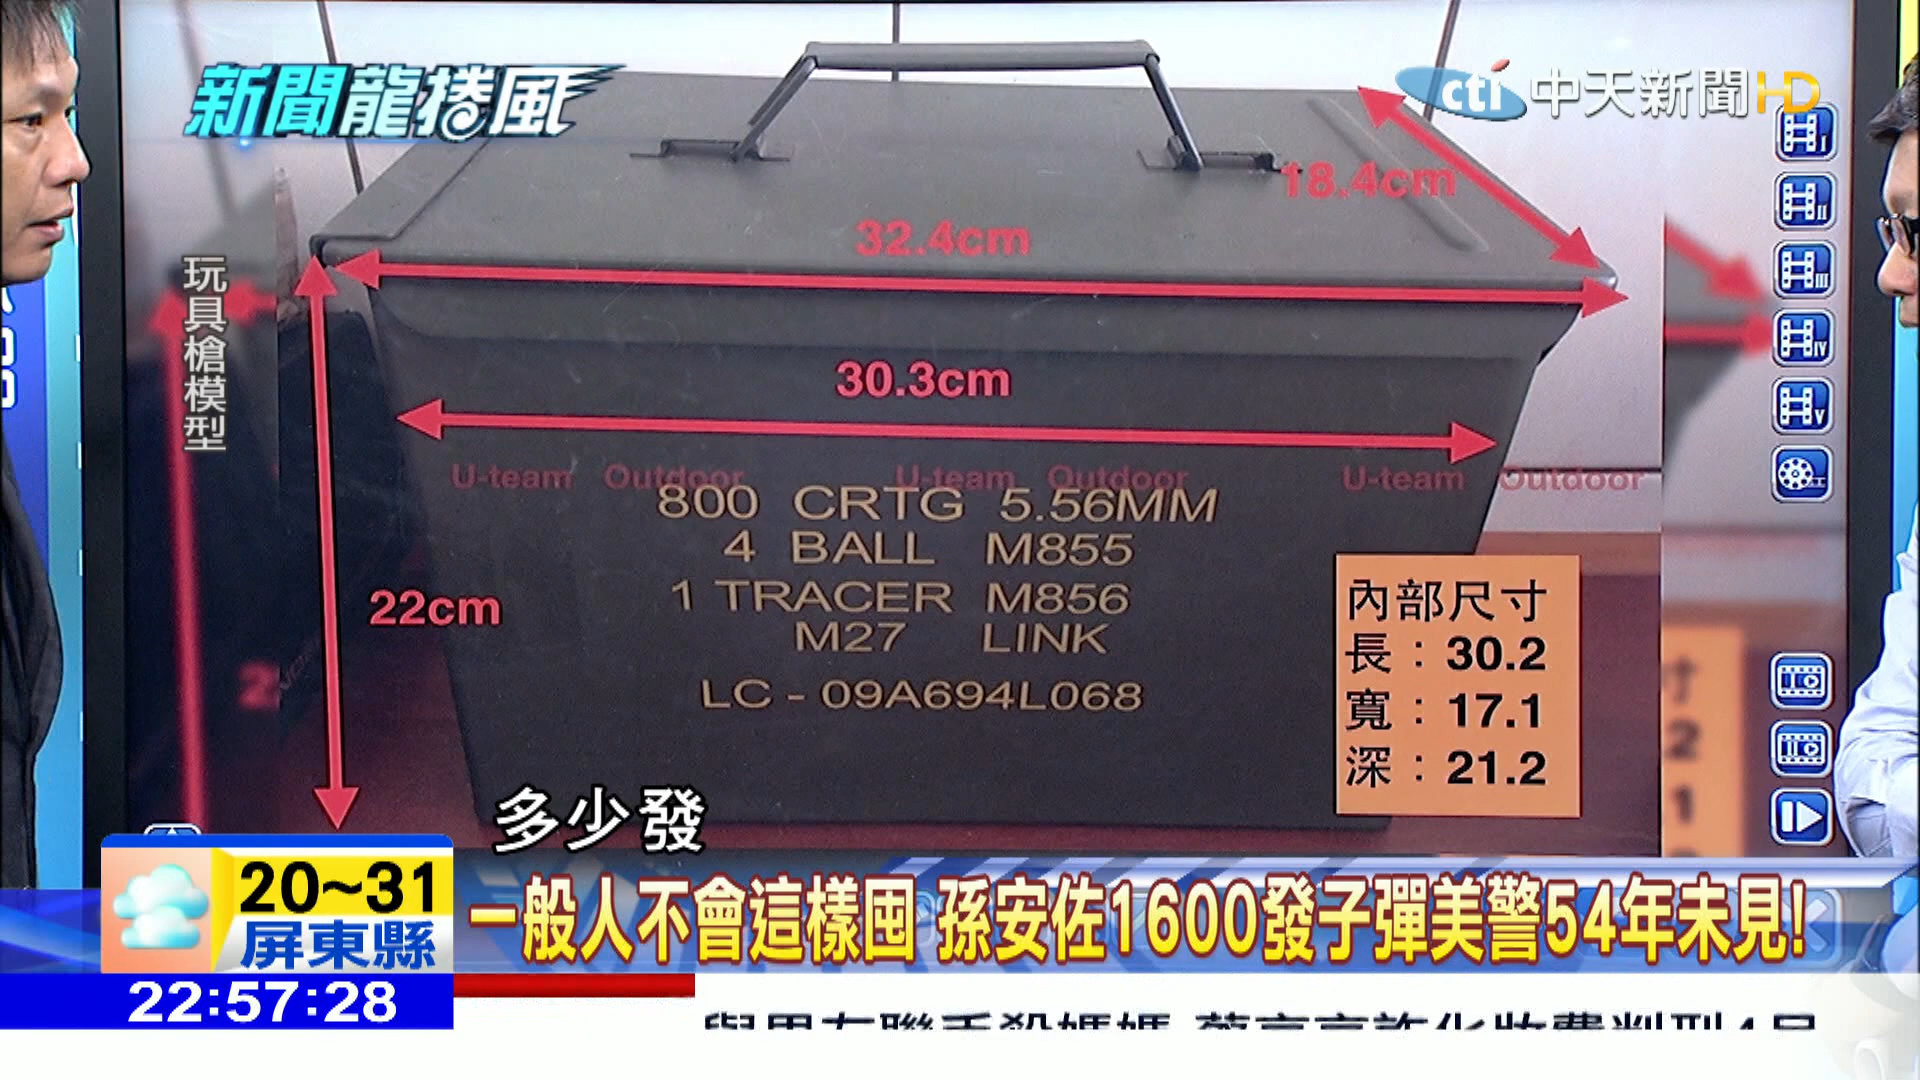 新聞龍捲風
cti 中天新聞HD
玩具槍模型
18.4cm
32.4cm
30.3cm
U-team Outdoor U-team Outdoor U-team Outdoor
800 CRTG 5.56MM
4 BALL M855
1 TRACER M856
M27 LINK
LC - 09A694L068
22cm
內部尺寸
長：30.2
寬：17.1
深：21.2
I
II
III
IV
V
多少發
20~31
屏東縣
一般人不會這樣囤 孫安佐1600發子彈美警54年未見!
22:57:28